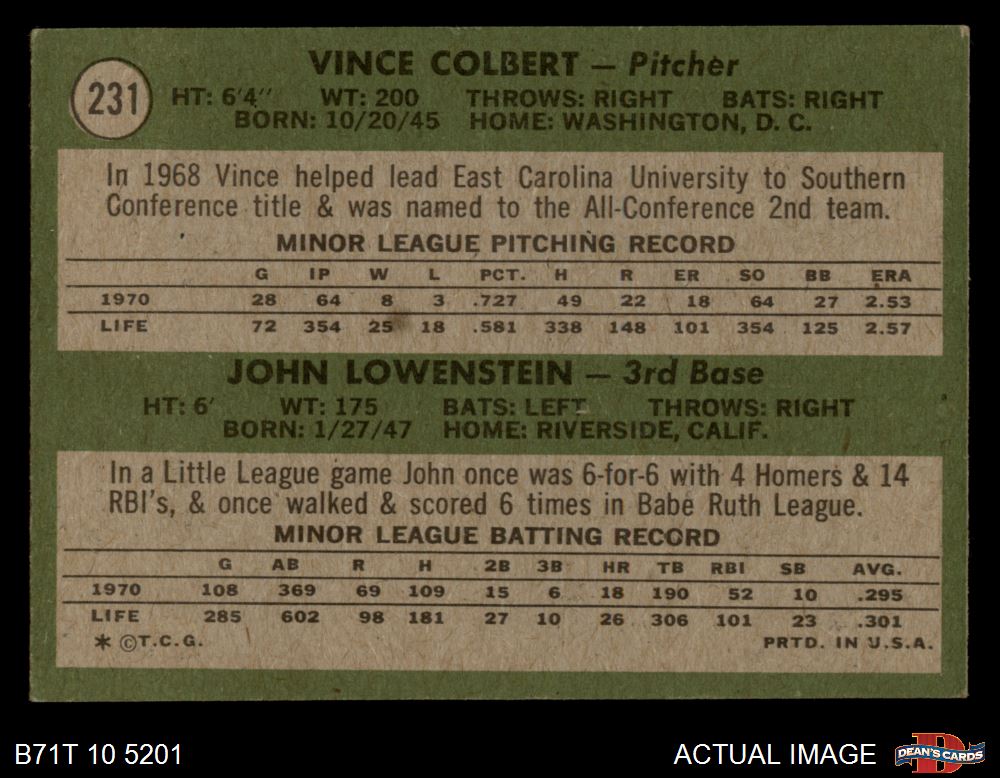 231
VINCE COLBERT — Pitcher
HT: 6'4" WT: 200 THROWS: RIGHT BATS: RIGHT
BORN: 10/20/45 HOME: WASHINGTON, D. C.
In 1968 Vince helped lead East Carolina University to Southern
Conference title & was named to the All-Conference 2nd team.
MINOR LEAGUE PITCHING RECORD
G IP W L PCT. H R ER SO BB ERA
1970 28 64 8 3 .727 49 22 18 64 27 2.53
LIFE 72 354 25 18 .581 338 148 101 354 125 2.57
JOHN LOWENSTEIN — 3rd Base
HT: 6' WT: 175 BATS: LEFT THROWS: RIGHT
BORN: 1/27/47 HOME: RIVERSIDE, CALIF.
In a Little League game John once was 6-for-6 with 4 Homers & 14
RBI's, & once walked & scored 6 times in Babe Ruth League.
MINOR LEAGUE BATTING RECORD
G AB R H 2B 3B HR TB RBI SB AVG.
1970 108 369 69 109 15 6 18 190 52 10 .295
LIFE 285 602 98 181 27 10 26 306 101 23 .301
* ©T.C.G. PRTD. IN U.S.A.
B71T 10 5201 ACTUAL IMAGE DEAN'S CARDS